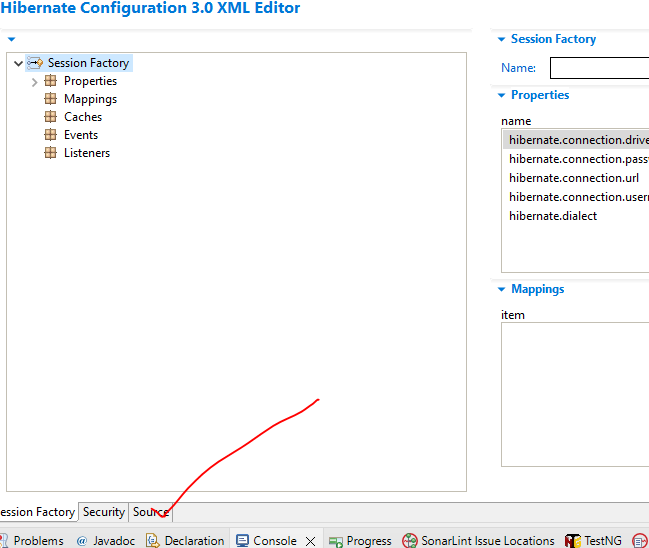 Hibernate Configuration 3.0 XML Editor
Session Factory
Properties
Mappings
Caches
Events
Listeners
Session Factory
Name:
Properties
name
hibernate.connection.drive
hibernate.connection.pass
hibernate.connection.url
hibernate.connection.usern
hibernate.dialect
Mappings
item
ession Factory Security Source
Problems @ Javadoc Declaration Console Progress SonarLint Issue Locations TestNG